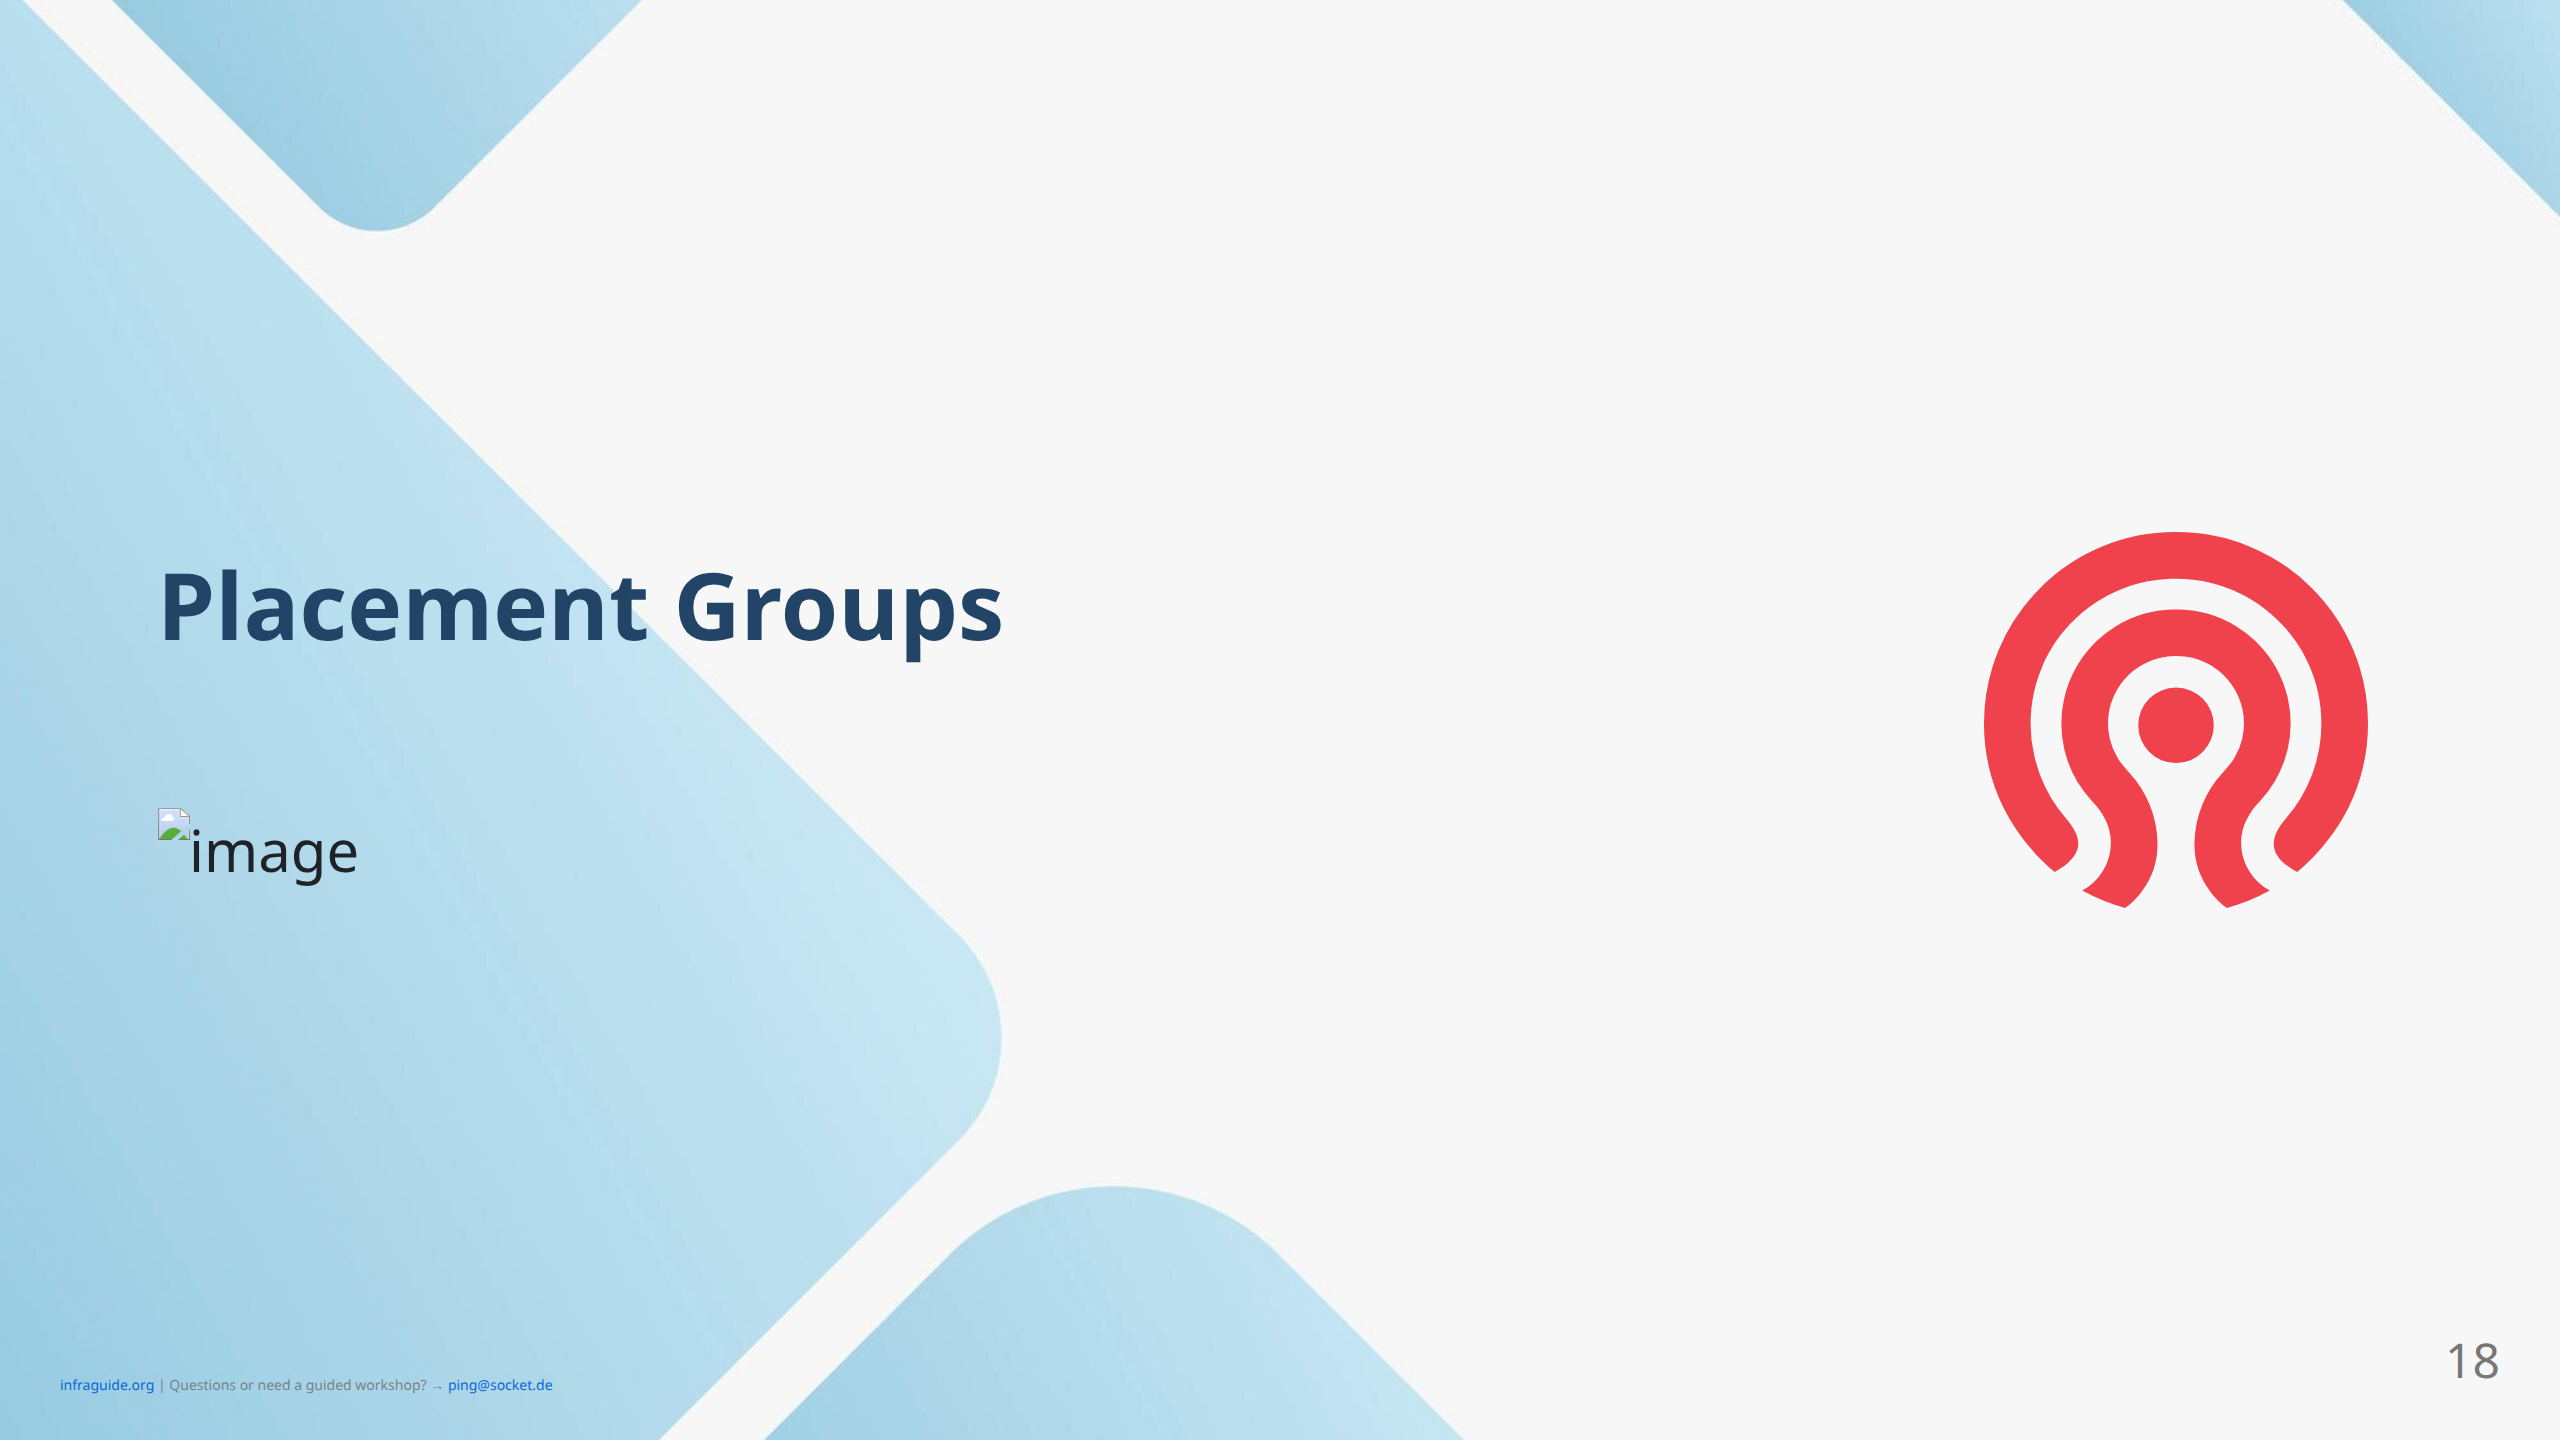 Placement Groups
image
infraguide.org | Questions or need a guided workshop? → ping@socket.de
18